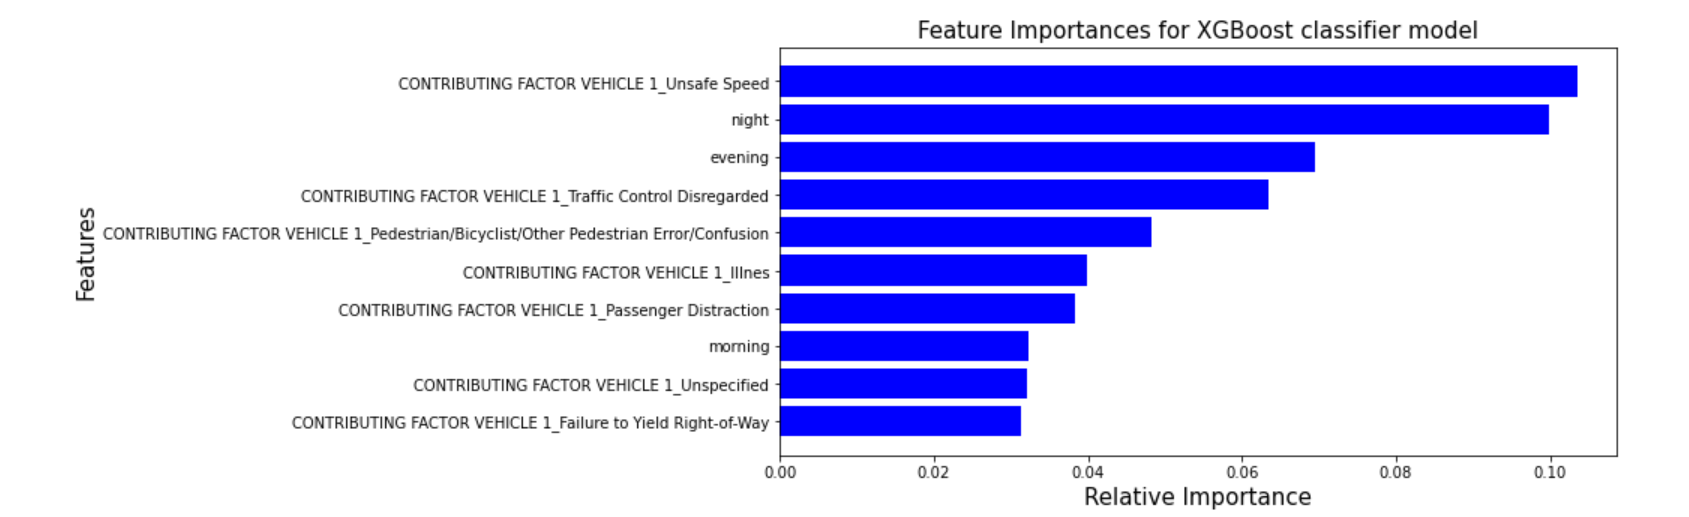 Feature Importances for XGBoost classifier model
CONTRIBUTING FACTOR VEHICLE 1_Unsafe Speed
night
evening
CONTRIBUTING FACTOR VEHICLE 1_Traffic Control Disregarded
CONTRIBUTING FACTOR VEHICLE 1_Pedestrian/Bicyclist/Other Pedestrian Error/Confusion
CONTRIBUTING FACTOR VEHICLE 1_Illnes
CONTRIBUTING FACTOR VEHICLE 1_Passenger Distraction
morning
CONTRIBUTING FACTOR VEHICLE 1_Unspecified
CONTRIBUTING FACTOR VEHICLE 1_Failure to Yield Right-of-Way
Features
0.00 0.02 0.04 0.06 0.08 0.10
Relative Importance